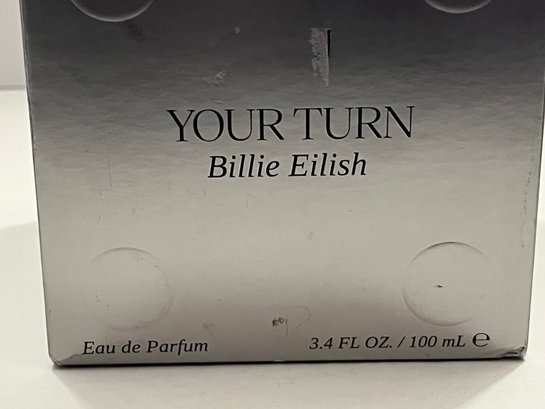 YOUR TURN
Billie Eilish
Eau de Parfum 3.4 FL OZ. / 100 mL ℮